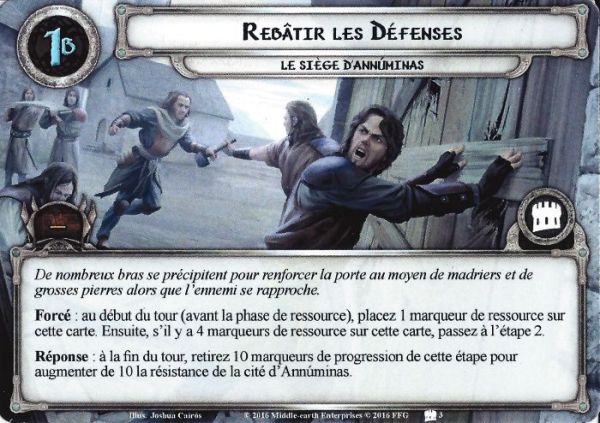 1B
REBÂTIR LES DÉFENSES
LE SIÈGE D'ANNÚMINAS
–
De nombreux bras se précipitent pour renforcer la porte au moyen de madriers et de
grosses pierres alors que l'ennemi se rapproche.
Forcé : au début du tour (avant la phase de ressource), placez 1 marqueur de ressource sur
cette carte. Ensuite, s'il y a 4 marqueurs de ressource sur cette carte, passez à l'étape 2.
Réponse : à la fin du tour, retirez 10 marqueurs de progression de cette étape pour
augmenter de 10 la résistance de la cité d'Annúminas.
Illus. Joshua Cairós © 2016 Middle-earth Enterprises © 2016 FFG 3